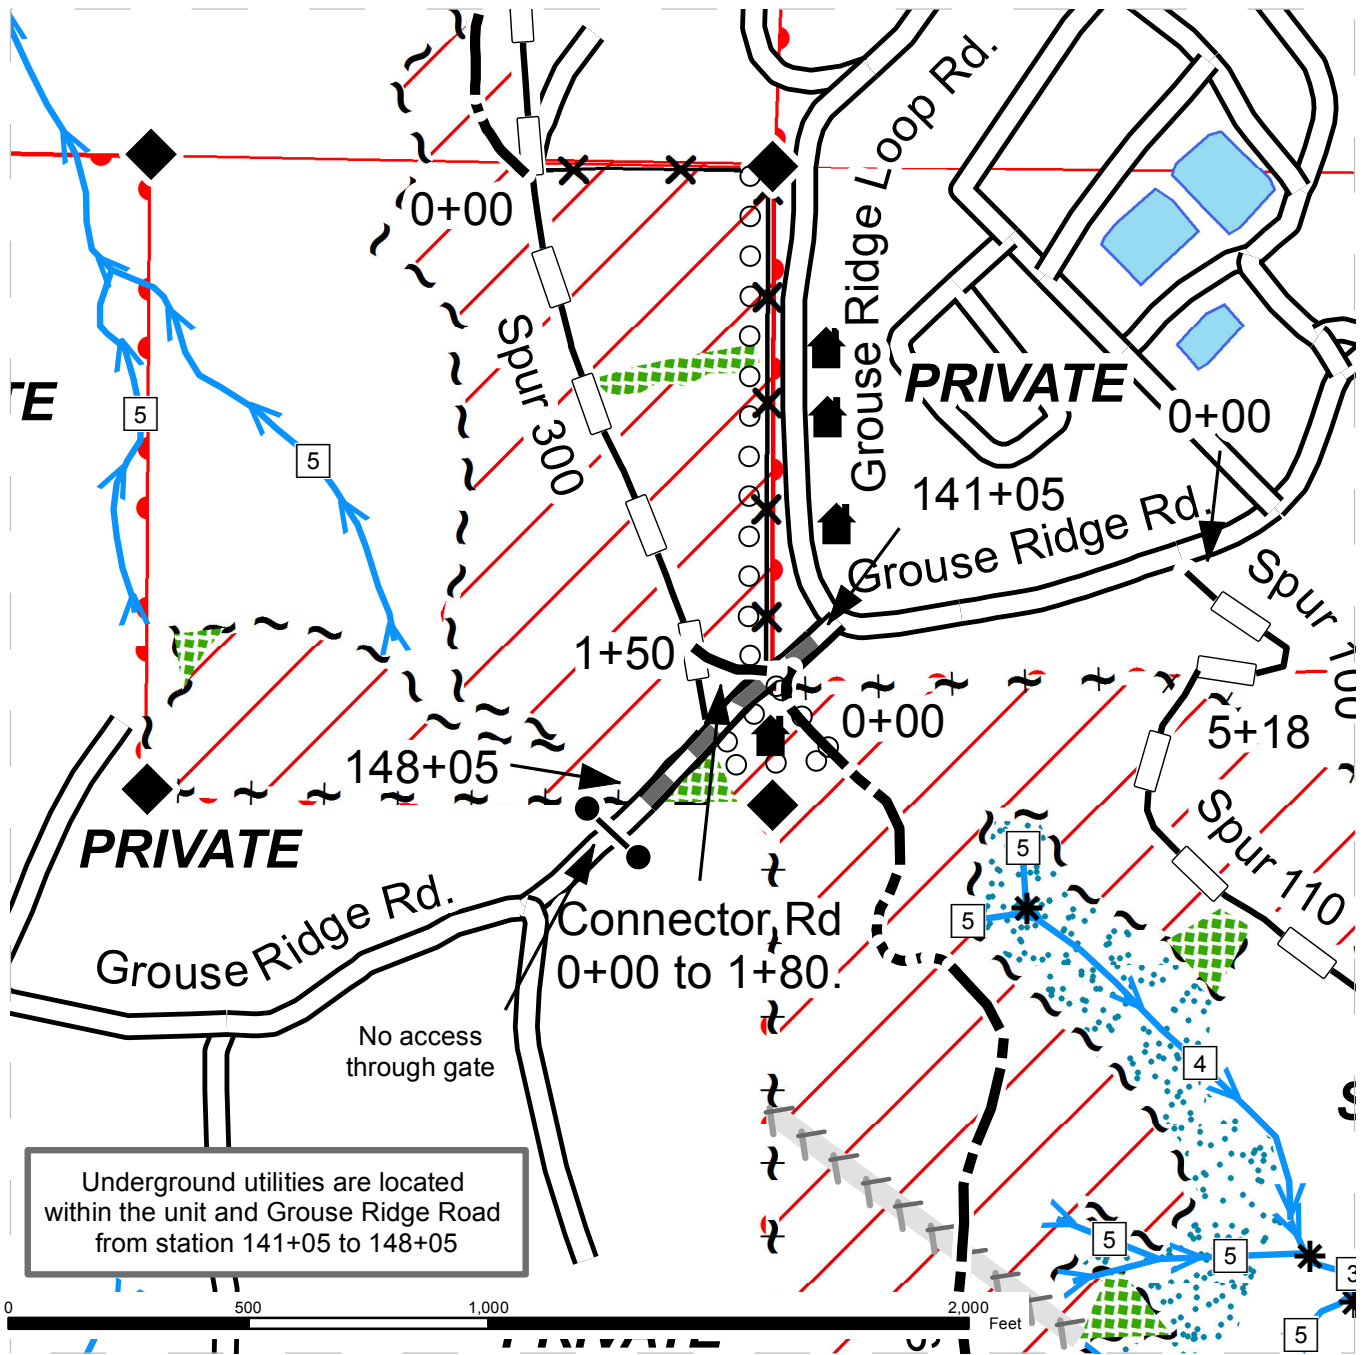 Grouse Ridge Loop Rd.
0+00
Spur 300
5
5
PRIVATE
0+00
141+05
Grouse Ridge Rd.
Spur 100
1+50
0+00
5+18
148+05
Spur 110
PRIVATE
5
5
Grouse Ridge Rd.
Connector Rd
0+00 to 1+80.
No access
through gate
4
Underground utilities are located
within the unit and Grouse Ridge Road
from station 141+05 to 148+05
5
5
3
5
0 500 1,000 2,000
Feet
PRIVATE